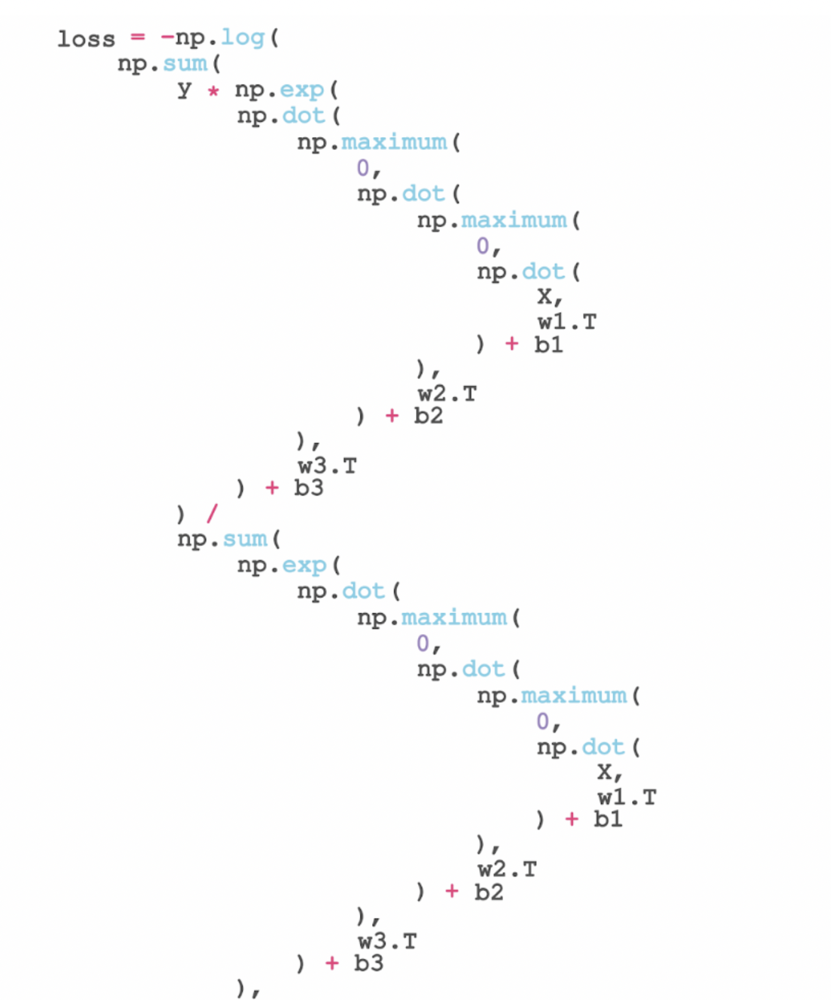 loss = -np.log(
np.sum(
y * np.exp(
np.dot(
np.maximum(
0,
np.dot(
np.maximum(
0,
np.dot(
X,
w1.T
) + b1
),
w2.T
) + b2
),
w3.T
) + b3
) /
np.sum(
np.exp(
np.dot(
np.maximum(
0,
np.dot(
np.maximum(
0,
np.dot(
X,
w1.T
) + b1
),
w2.T
) + b2
),
w3.T
) + b3
),